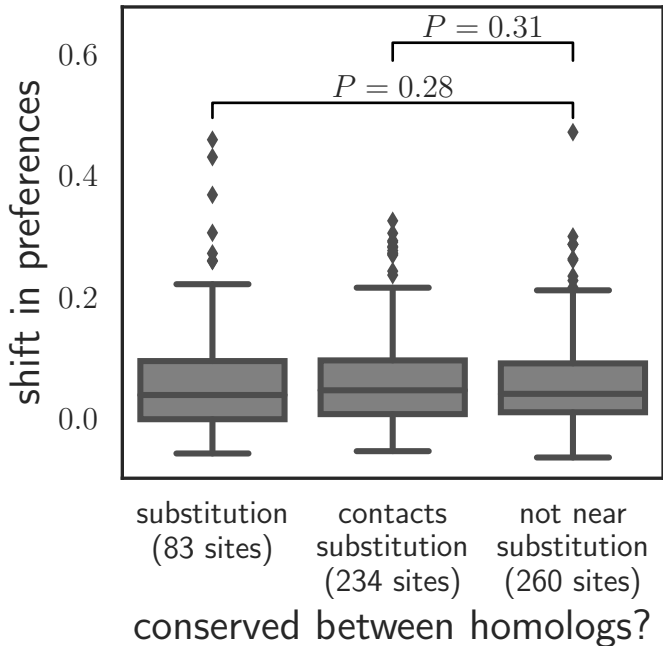 shift in preferences
0.6
0.4
0.2
0.0
P = 0.31
P = 0.28
substitution
(83 sites)
contacts
substitution
(234 sites)
not near
substitution
(260 sites)
conserved between homologs?